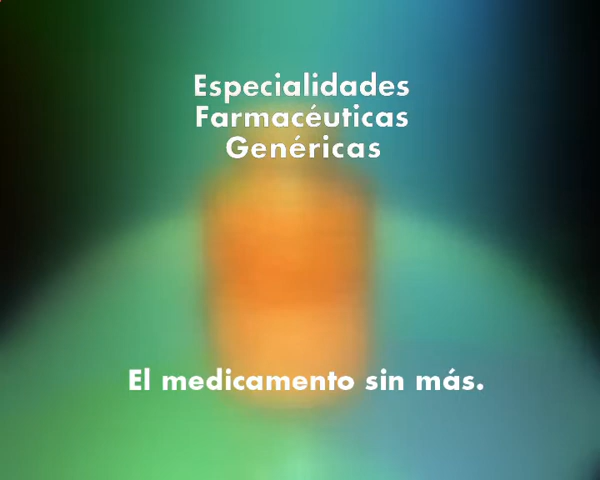 Especialidades
Farmacéuticas
Genéricas
El medicamento sin más.